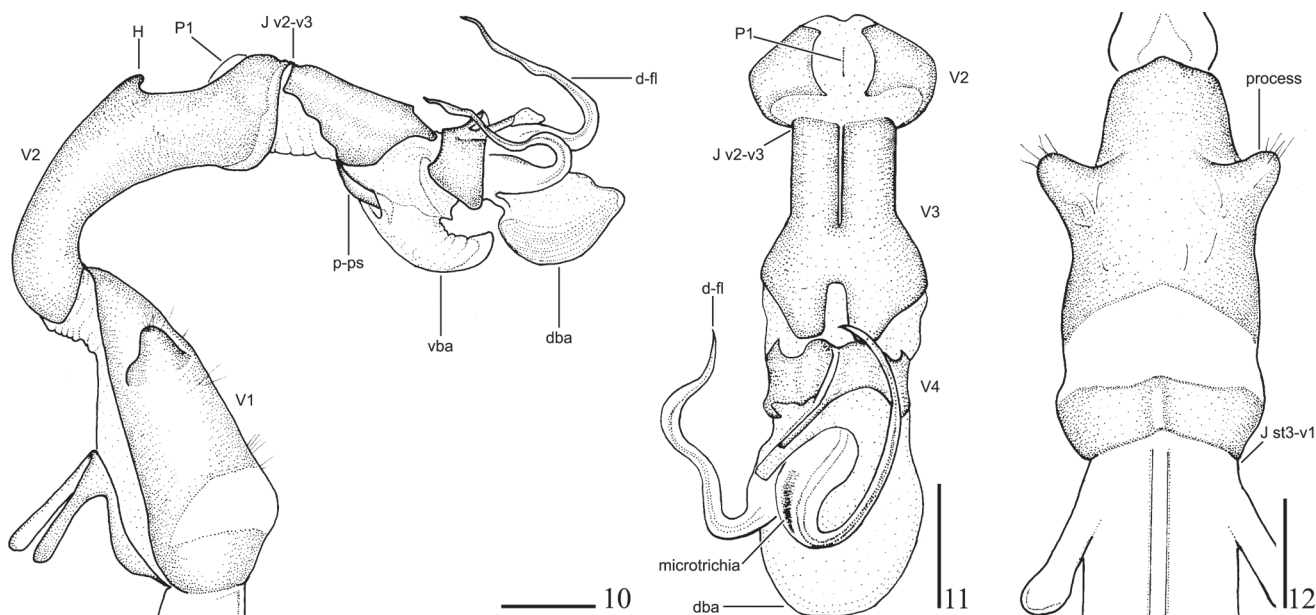 H
P1
J v2-v3
d-fl
V2
p-ps
vba
dba
V1
10
P1
V2
J v2-v3
V3
d-fl
V4
microtrichia
dba
11
process
J st3-v1
12